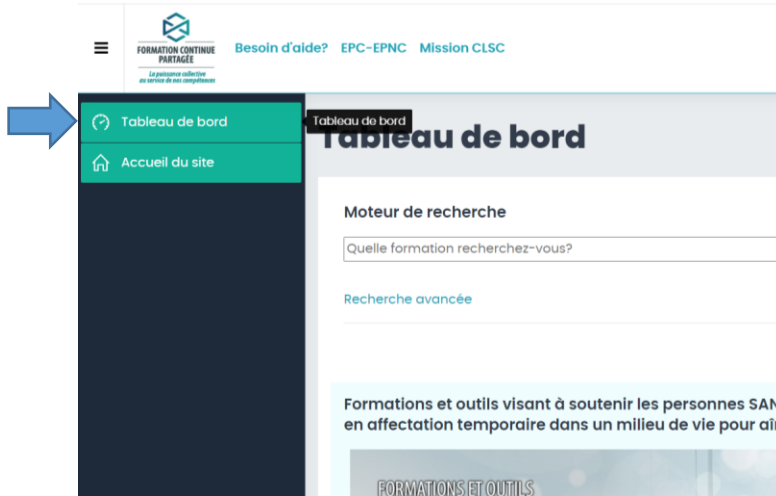 FORMATION CONTINUE
PARTAGÉE
La puissance collective
au service de nos compétences
Besoin d'aide? EPC-EPNC Mission CLSC
Tableau de bord
Tableau de bord
Accueil du site
Tableau de bord
Moteur de recherche
Quelle formation recherchez-vous?
Recherche avancée
Formations et outils visant à soutenir les personnes SAN
en affectation temporaire dans un milieu de vie pour aî
FORMATIONS ET OUTILS